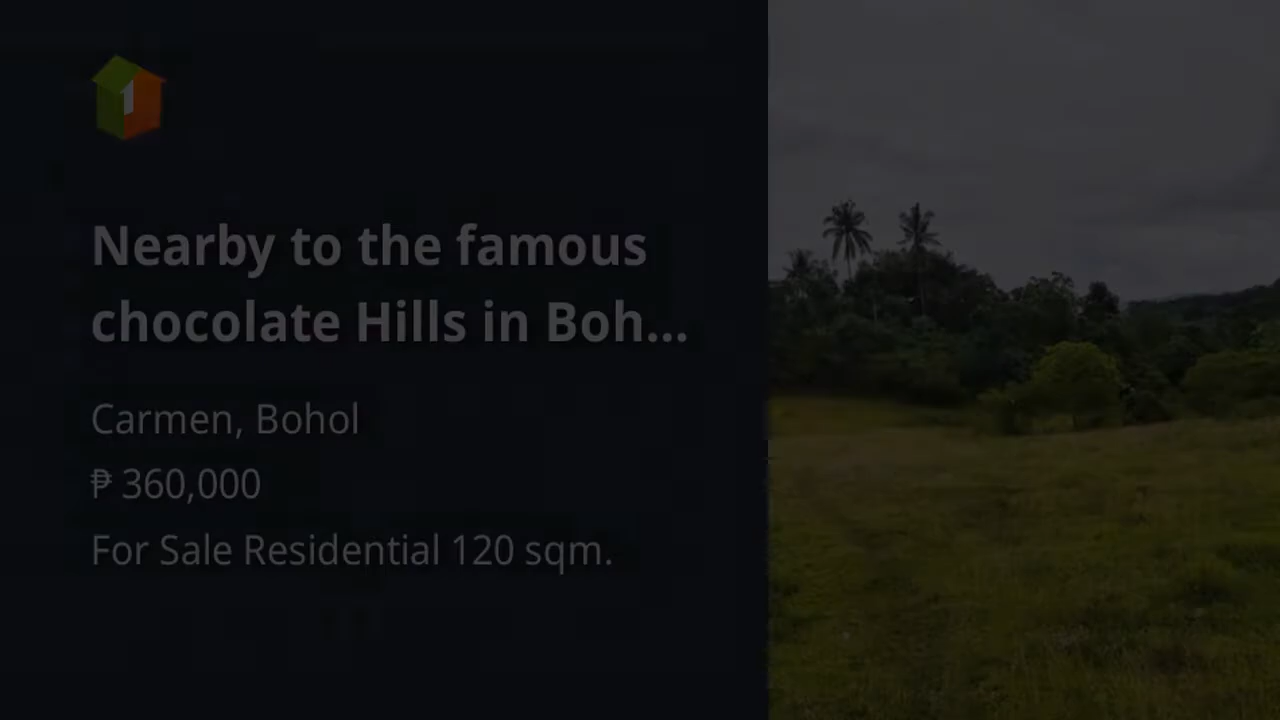 Nearby to the famous
chocolate Hills in Boh...
Carmen, Bohol
₱ 360,000
For Sale Residential 120 sqm.